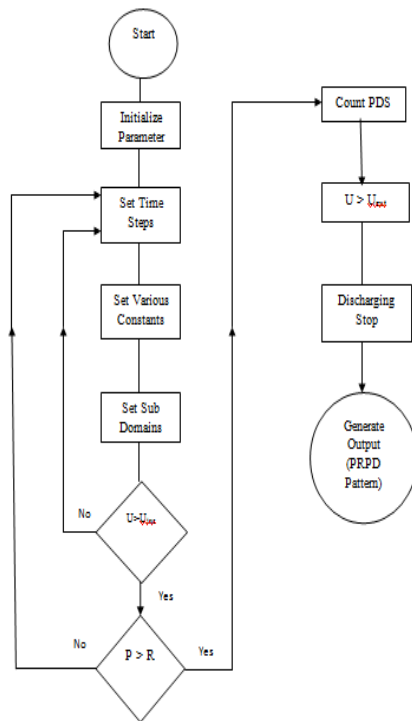 Start
Initialize
Parameter
Set Time
Steps
Set Various
Constants
Set Sub
Domains
U>
No
Yes
P > R
No
Yes
Count PDS
U >
Discharging
Stop
Generate
Output
(PRPD
Pattern)